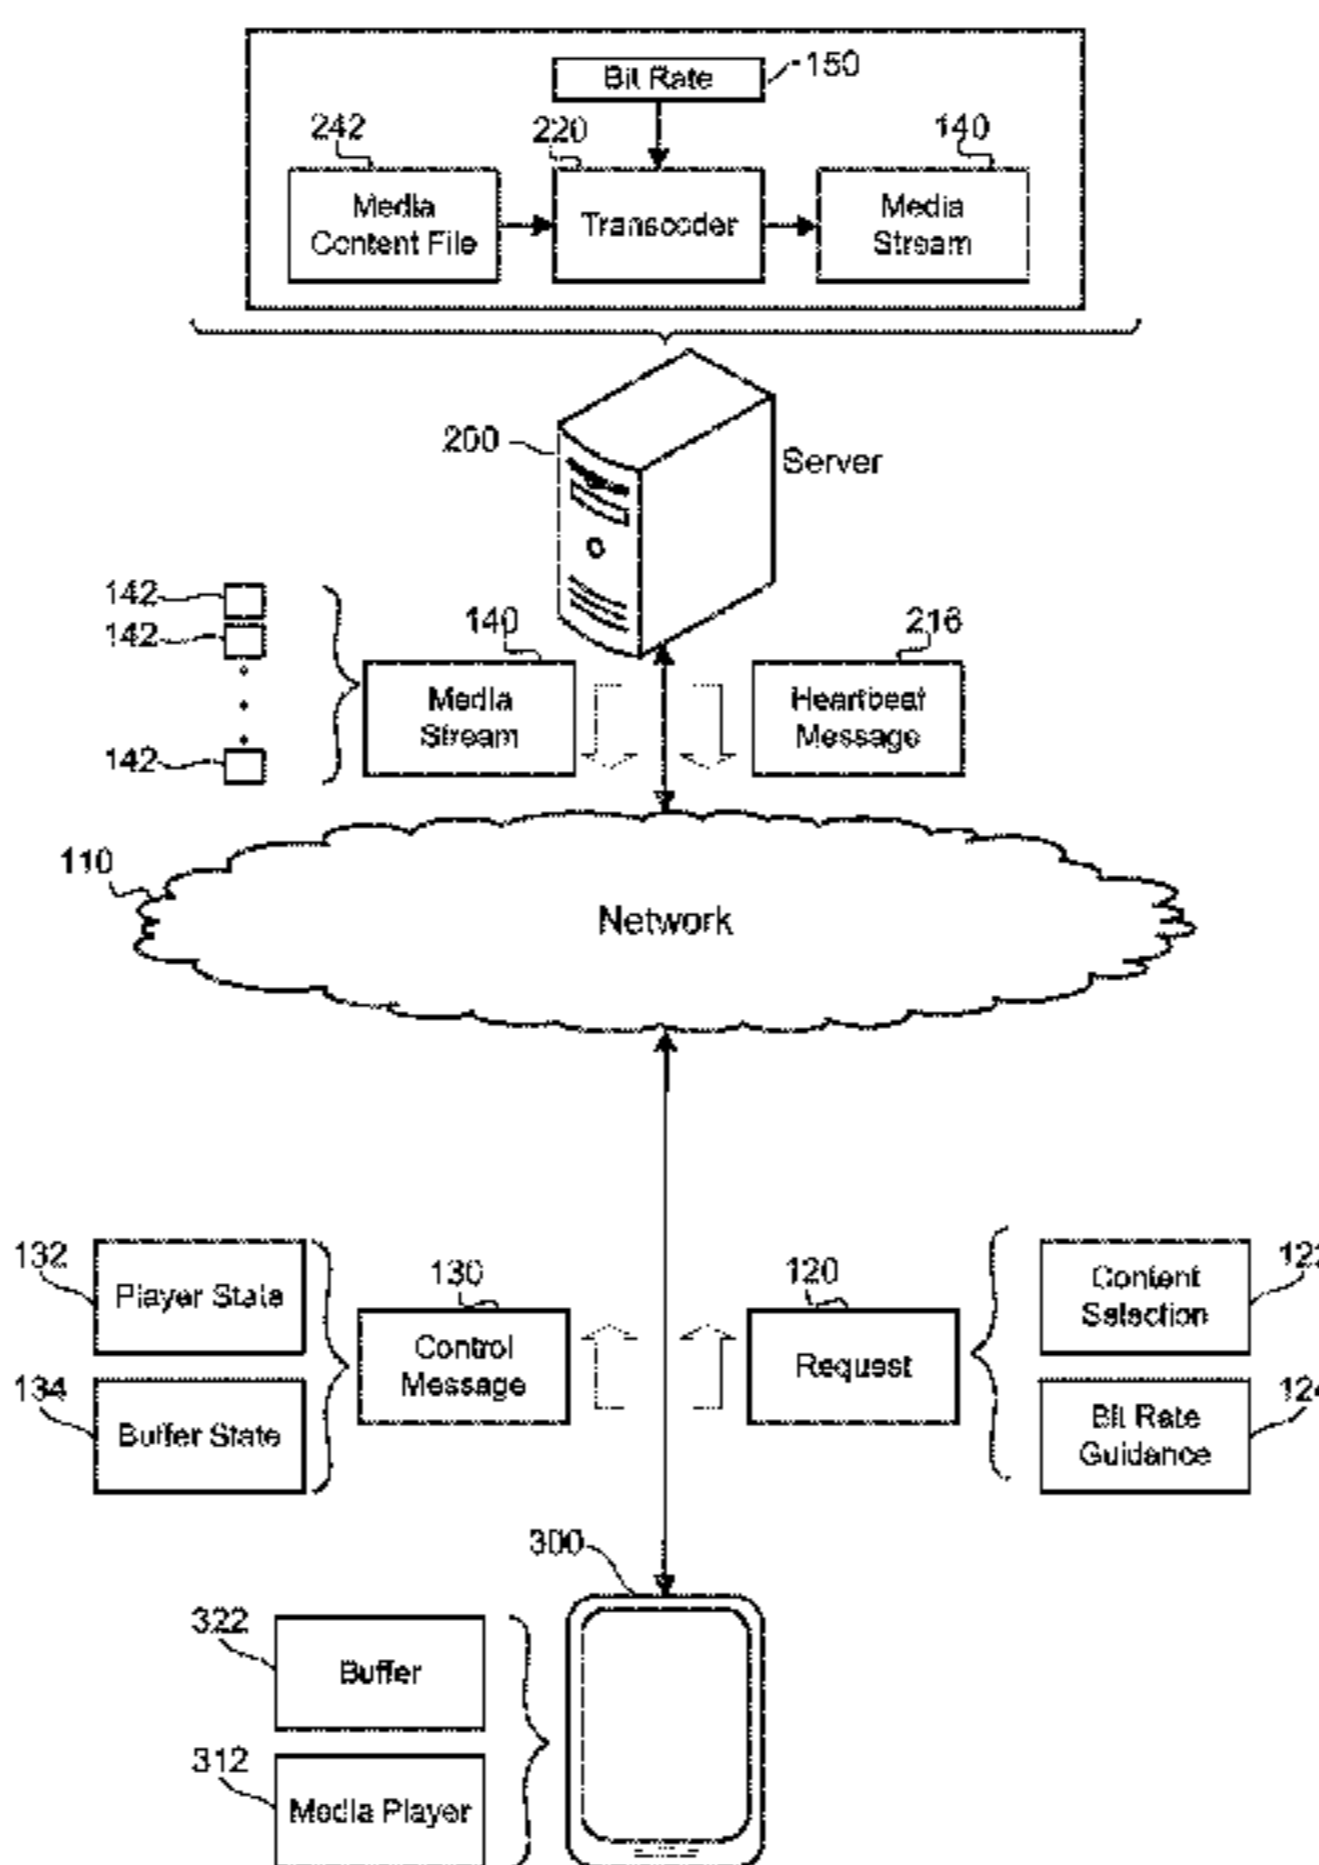 Bit Rate
150
242
220
140
Media
Content File
Transcoder
Media
Stream
200
Server
142
142
142
140
Media
Stream
216
Heartbeat
Message
110
Network
132
Player State
134
Buffer State
130
Control
Message
120
Request
Content
Selection
122
Bit Rate
Guidance
124
300
322
Buffer
312
Media Player